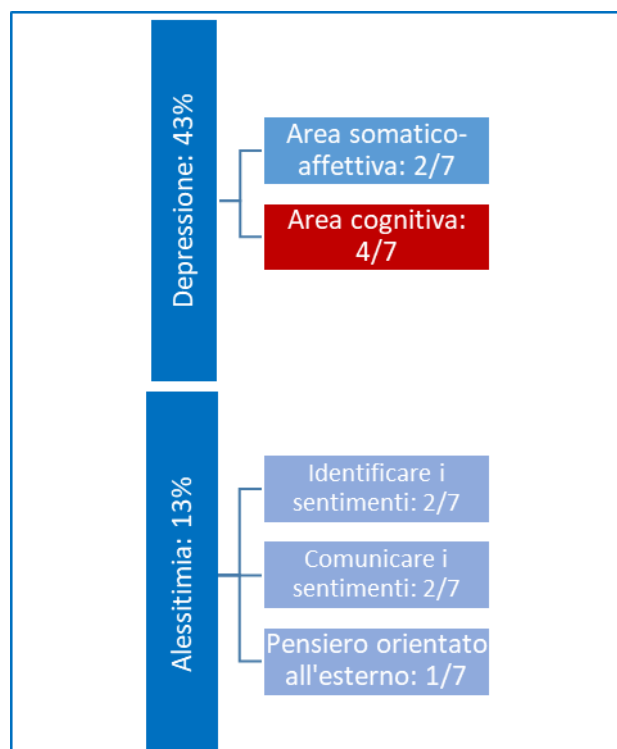 Depressione: 43%
Area somatico-
affettiva: 2/7
Area cognitiva:
4/7
Alessitimia: 13%
Identificare i
sentimenti: 2/7
Comunicare i
sentimenti: 2/7
Pensiero orientato
all'esterno: 1/7